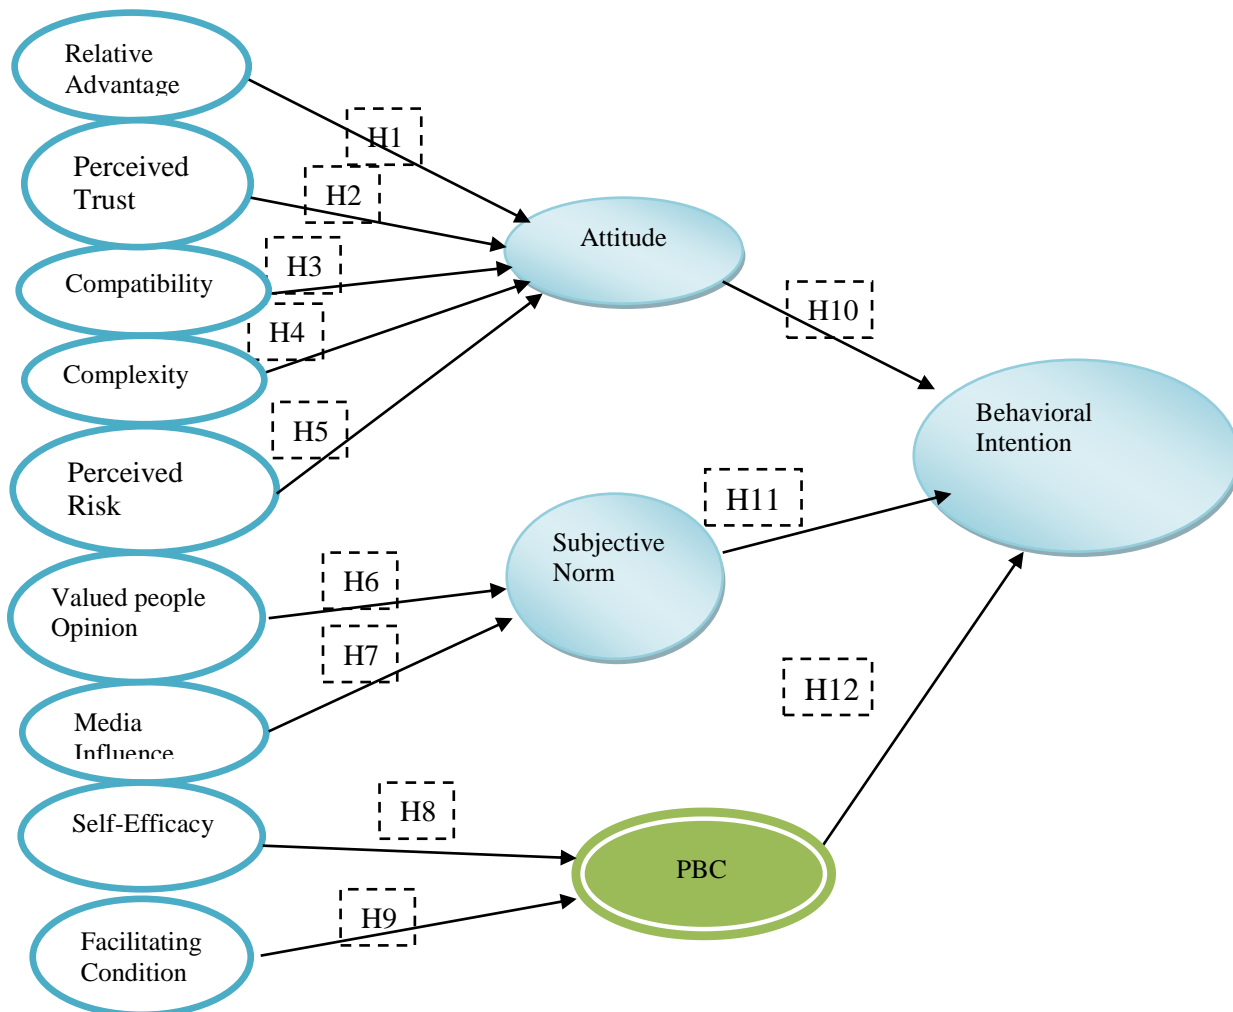 Relative
Advantage
H1
Perceived
Trust
H2
Attitude
Compatibility
H3
H4
Complexity
H10
H5
Perceived
Risk
Behavioral
Intention
H11
Subjective
Norm
H6
Valued people
Opinion
H7
Media
Influence
H12
Self-Efficacy
H8
PBC
H9
Facilitating
Condition